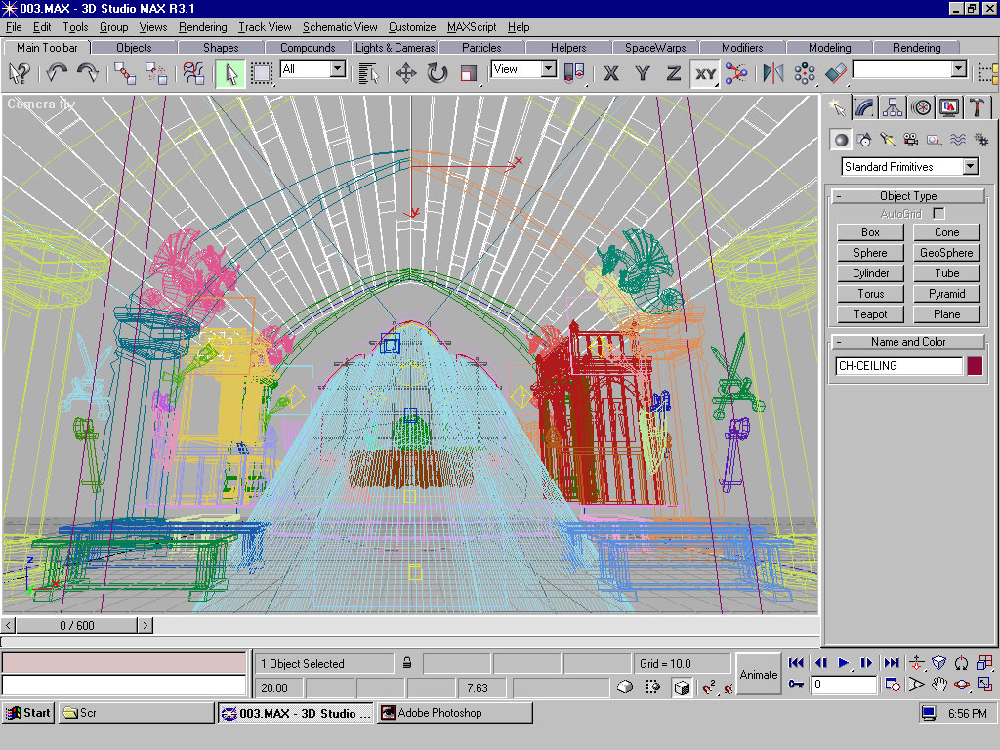 003.MAX - 3D Studio MAX R3.1
File Edit Tools Group Views Rendering Track View Schematic View Customize MAXScript Help
Main Toolbar Objects Shapes Compounds Lights & Cameras Particles Helpers SpaceWarps Modifiers Modeling Rendering
All View X Y Z XY
Camera-fly
x
y
Standard Primitives
- Object Type
AutoGrid
Box Cone
Sphere GeoSphere
Cylinder Tube
Torus Pyramid
Teapot Plane
- Name and Color
CH-CEILING
z
< 0 / 600 >
1 Object Selected Grid = 10.0
Animate
20.00 7.63 0
Start Scr 003.MAX - 3D Studio ... Adobe Photoshop 6:56 PM